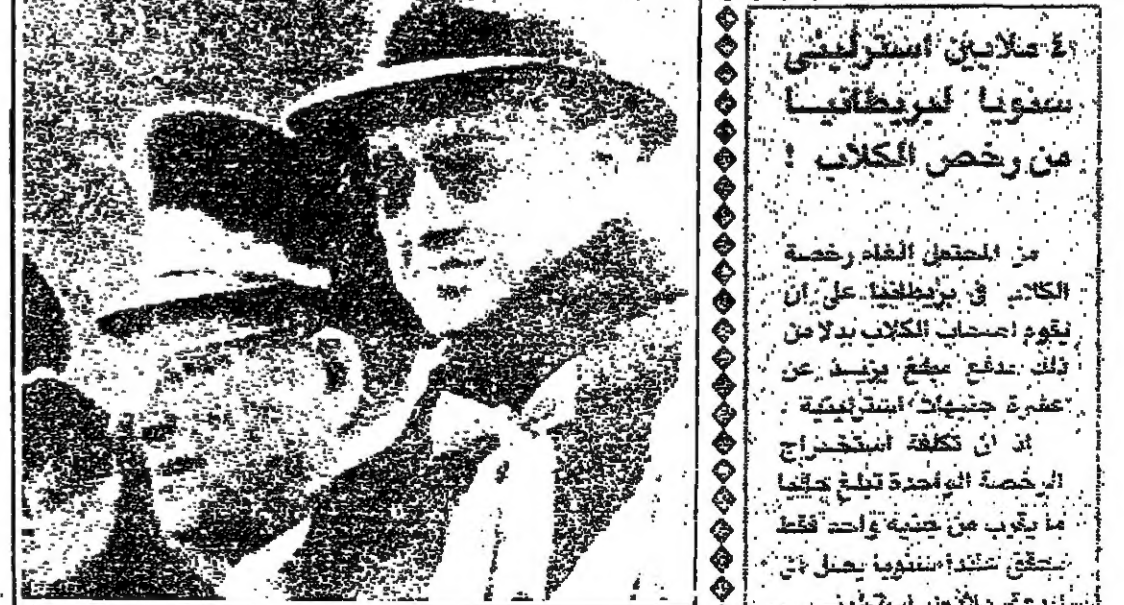 ٤ ملايين استرليني
سنويا لبريطانيا
من رخص الكلاب !
من المحتمل الغاء رخصة
الكلاب في بريطانيا على ان
يقوم اصحاب الكلاب بدلا من
ذلك بدفع مبلغ يزيد عن
عشرة جنيهات استرلينية .
اذ ان تكلفة استخراج
الرخصة الواحدة تبلغ حاليا
ما يقرب من جنيه واحد فقط
سنويا يصل